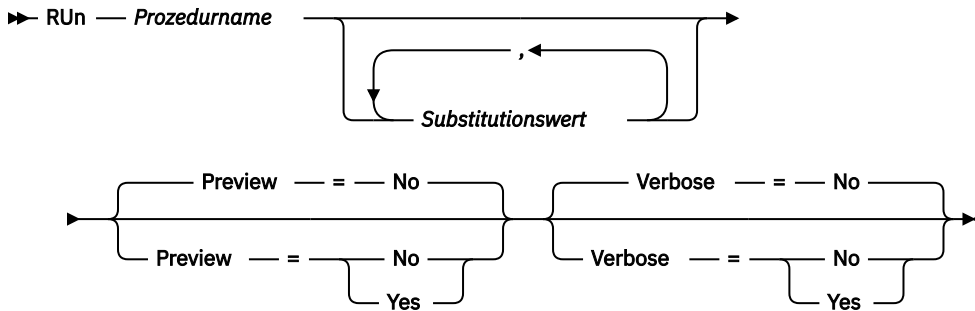 RUn Prozedurname
,
Substitutionswert
Preview = No Verbose = No
Preview = No Verbose = No
Yes Yes